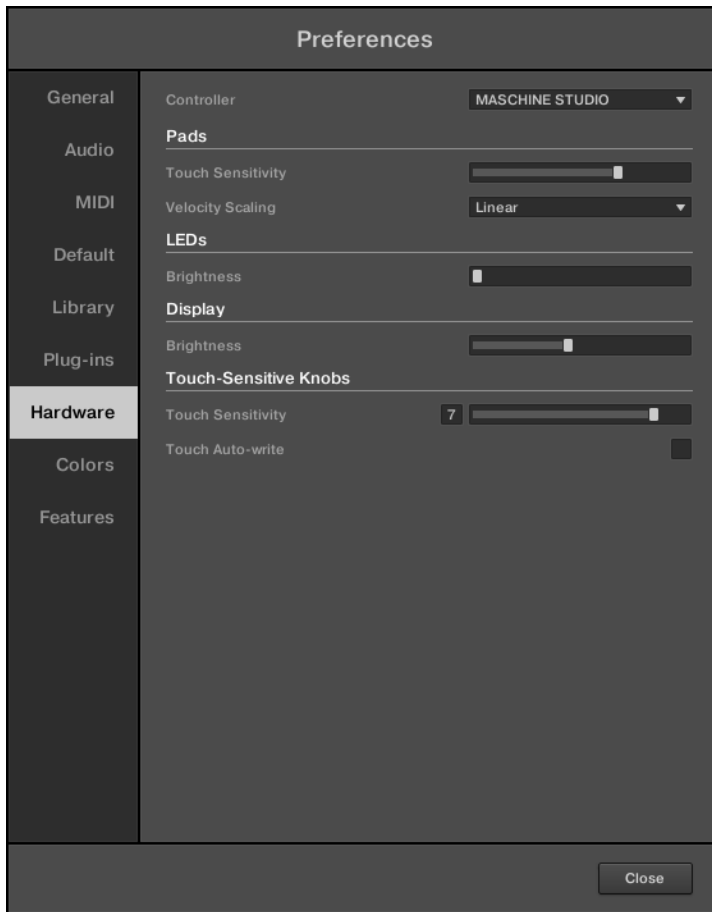 Preferences
General
Audio
MIDI
Default
Library
Plug-ins
Hardware
Colors
Features
Controller MASCHINE STUDIO
Pads
Touch Sensitivity
Velocity Scaling Linear
LEDs
Brightness
Display
Brightness
Touch-Sensitive Knobs
Touch Sensitivity 7
Touch Auto-write
Close